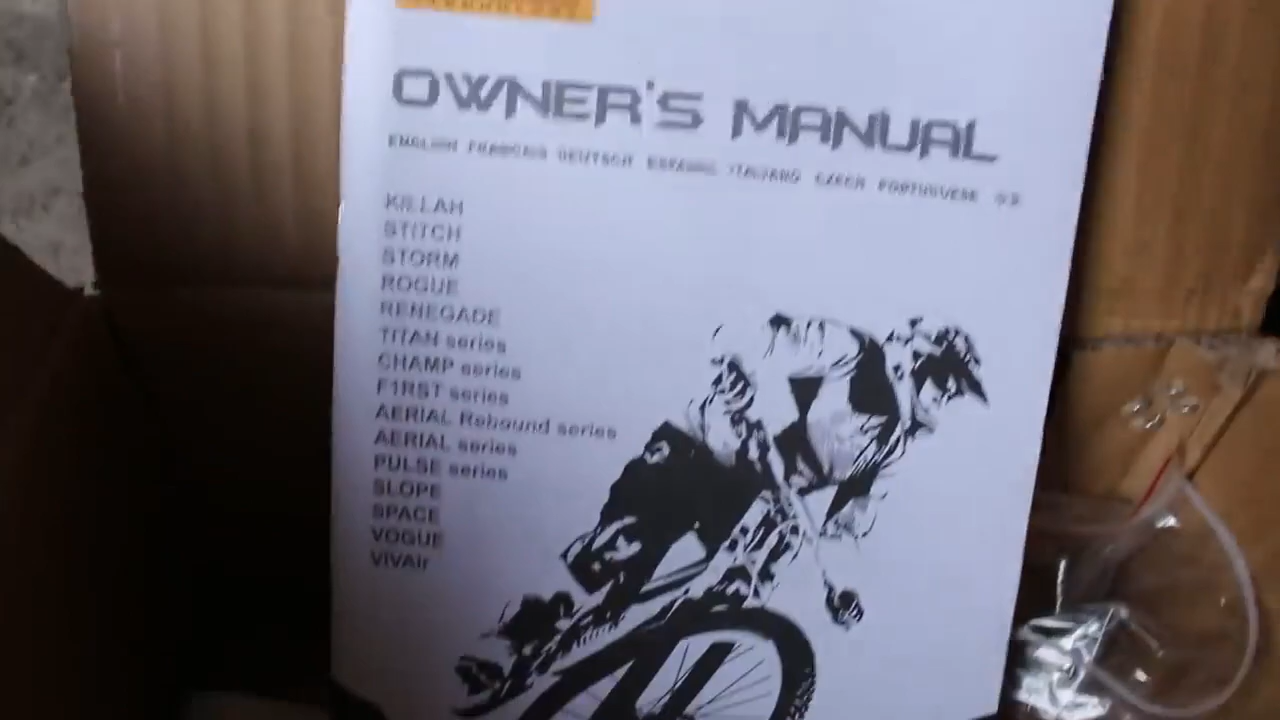 OWNER'S MANUAL
ENGLISH FRANCAIS DEUTSCH ESPANOL ITALIANO CZECH PORTUGUESE
KILLAH
STITCH
STORM
ROGUE
RENEGADE
TITAN series
CHAMP series
F1RST series
AERIAL Rebound series
AERIAL series
PULSE series
SLOPE
SPACE
VOGUE
VIVAir